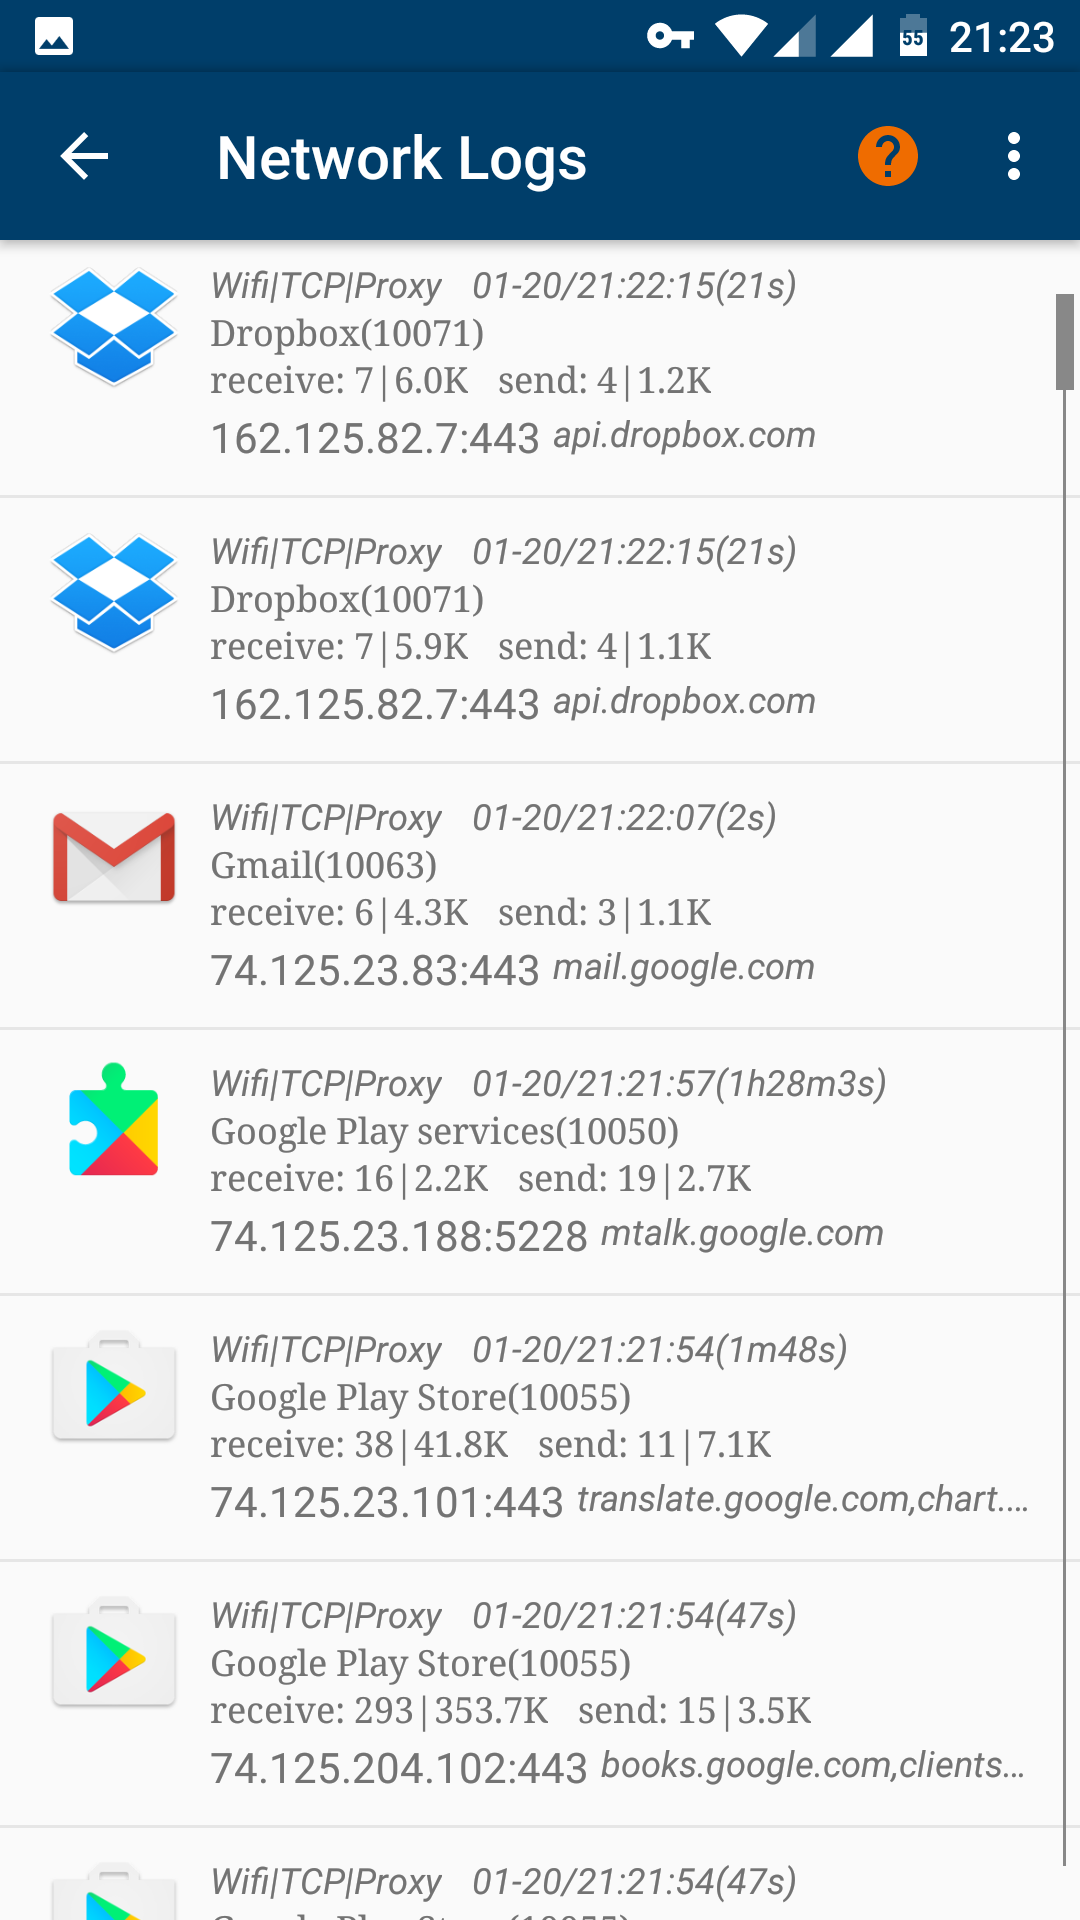 55 21:23
Network Logs
Wifi|TCP|Proxy 01-20/21:22:15(21s)
Dropbox(10071)
receive: 7|6.0K send: 4|1.2K
162.125.82.7:443 api.dropbox.com
Wifi|TCP|Proxy 01-20/21:22:15(21s)
Dropbox(10071)
receive: 7|5.9K send: 4|1.1K
162.125.82.7:443 api.dropbox.com
Wifi|TCP|Proxy 01-20/21:22:07(2s)
Gmail(10063)
receive: 6|4.3K send: 3|1.1K
74.125.23.83:443 mail.google.com
Wifi|TCP|Proxy 01-20/21:21:57(1h28m3s)
Google Play services(10050)
receive: 16|2.2K send: 19|2.7K
74.125.23.188:5228 mtalk.google.com
Wifi|TCP|Proxy 01-20/21:21:54(1m48s)
Google Play Store(10055)
receive: 38|41.8K send: 11|7.1K
74.125.23.101:443 translate.google.com,chart....
Wifi|TCP|Proxy 01-20/21:21:54(47s)
Google Play Store(10055)
receive: 293|353.7K send: 15|3.5K
74.125.204.102:443 books.google.com,clients...
Wifi|TCP|Proxy 01-20/21:21:54(47s)